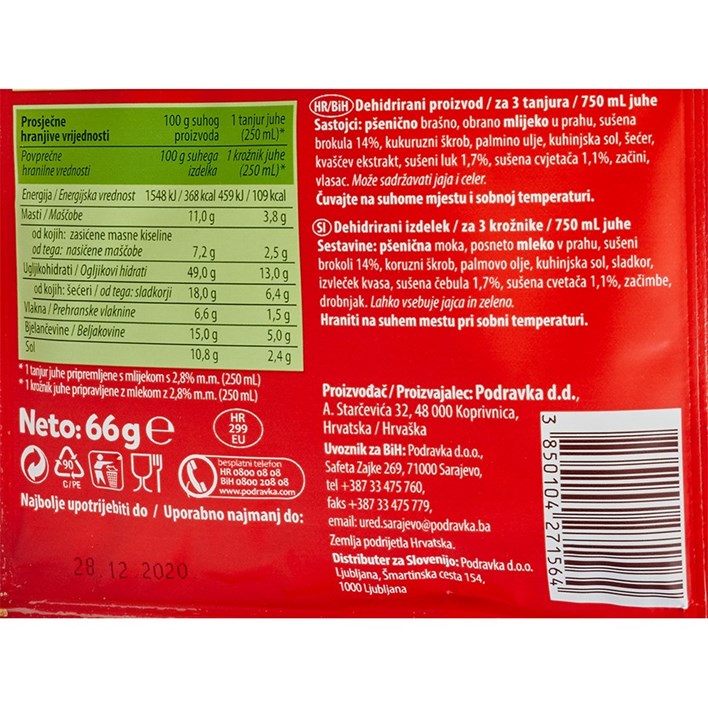 Prosječne hranjive vrijednosti 100 g suhog proizvoda 1 tanjur juhe (250 mL)*
Povprečne hranilne vrednosti 100 g suhega izdelka 1 krožnik juhe (250 mL)*
Energija / Energijska vrednost 1548 kJ / 368 kcal 459 kJ / 109 kcal
Masti / Maščobe 11,0 g 3,8 g
od kojih: zasićene masne kiseline
od tega: nasičene maščobe 7,2 g 2,5 g
Ugljikohidrati / Ogljikovi hidrati 49,0 g 13,0 g
od kojih: šećeri / od tega: sladkorji 18,0 g 6,4 g
Vlakna / Prehranske vlaknine 6,6 g 1,5 g
Bjelančevine / Beljakovine 15,0 g 5,0 g
Sol 10,8 g 2,4 g
* 1 tanjur juhe pripremljene s mlijekom s 2,8% m.m. (250 mL)
* 1 krožnik juhe pripravljene z mlekom z 2,8% m.m. (250 mL)
Neto: 66 g e
HR
299
EU
90
C/PE
besplatni telefon
HR 0800 08 08
BiH 0800 08 08
www.podravka.com
Najbolje upotrijebiti do / Uporabno najmanj do:
28.12.2020
HR/BiH Dehidrirani proizvod / za 3 tanjura / 750 mL juhe
Sastojci: pšenično brašno, obrano mlijeko u prahu, sušena
brokula 14%, kukuruzni škrob, palmino ulje, kuhinjska sol, šećer,
kvaščev ekstrakt, sušeni luk 1,7%, sušena cvjetača 1,1%, začini,
vlasac. Može sadržavati jaja i celer.
Čuvajte na suhome mjestu i sobnoj temperaturi.
SI Dehidrirani izdelek / za 3 krožnike / 750 mL juhe
Sestavine: pšenična moka, posneto mleko v prahu, sušeni
brokoli 14%, koruzni škrob, palmovo olje, kuhinjska sol, sladkor,
izvleček kvasa, sušena čebula 1,7%, sušena cvetača 1,1%, začimbe,
drobnjak. Lahko vsebuje jajca in zeleno.
Hraniti na suhem mestu pri sobni temperaturi.
Proizvođač / Proizvajalec: Podravka d.d.,
A. Starčevića 32, 48 000 Koprivnica,
Hrvatska / Hrvaška
Uvoznik za BiH: Podravka d.o.o.,
Safeta Zajke 269, 71000 Sarajevo,
tel +387 33 475 760,
faks +387 33 475 779,
email: ured.sarajevo@podravka.ba
Zemlja podrijetla Hrvatska.
Distributer za Slovenijo: Podravka d.o.o.
Ljubljana, Šmartinska cesta 154,
1000 Ljubljana
3 850104 271564